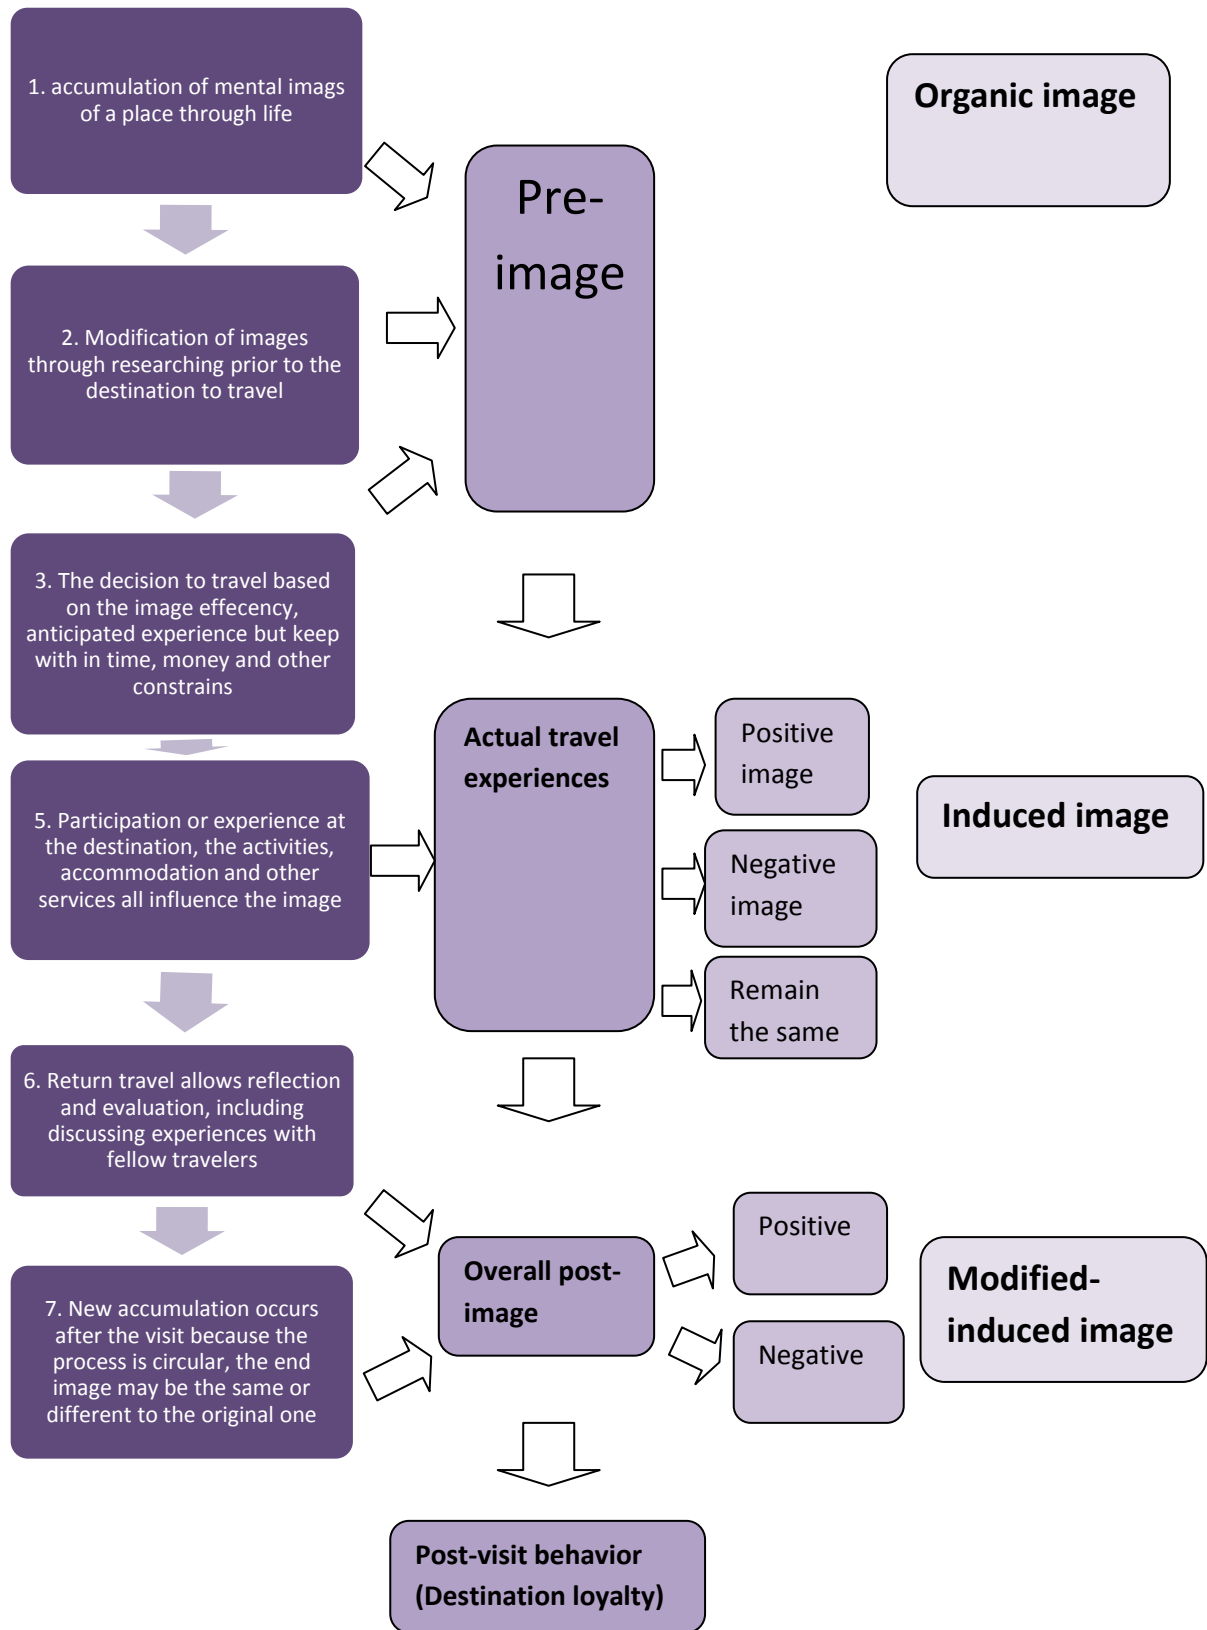 1. accumulation of mental imags
of a place through life
Organic image
Pre-
image
2. Modification of images
through researching prior to the
destination to travel
3. The decision to travel based
on the image effecency,
anticipated experience but keep
with in time, money and other
constrains
Actual travel
experiences
Positive
image
Induced image
5. Participation or experience at
the destination, the activities,
accommodation and other
services all influence the image
Negative
image
Remain
the same
6. Return travel allows reflection
and evaluation, including
discussing experiences with
fellow travelers
Positive
Overall post-
image
Modified-
induced image
7. New accumulation occurs
after the visit because the
process is circular, the end
image may be the same or
different to the original one
Negative
Post-visit behavior
(Destination loyalty)